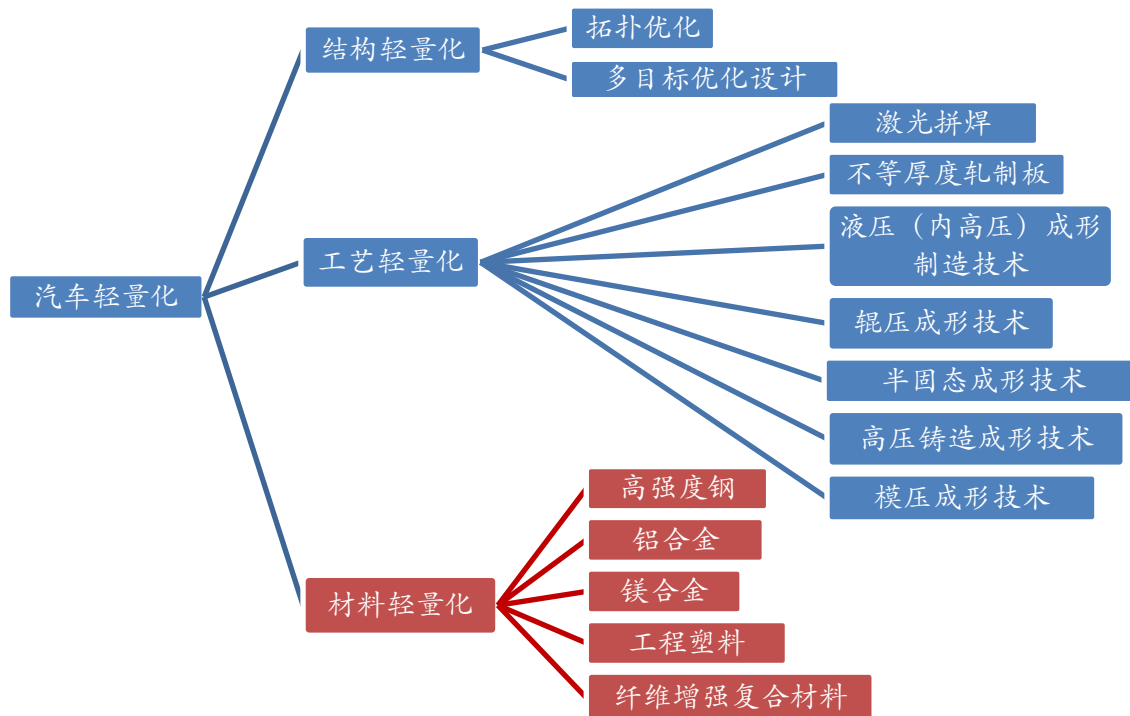 结构轻量化
拓扑优化
多目标优化设计
激光拼焊
不等厚度轧制板
液压（内高压）成形
制造技术
工艺轻量化
汽车轻量化
辊压成形技术
半固态成形技术
高压铸造成形技术
模压成形技术
高强度钢
铝合金
镁合金
材料轻量化
工程塑料
纤维增强复合材料